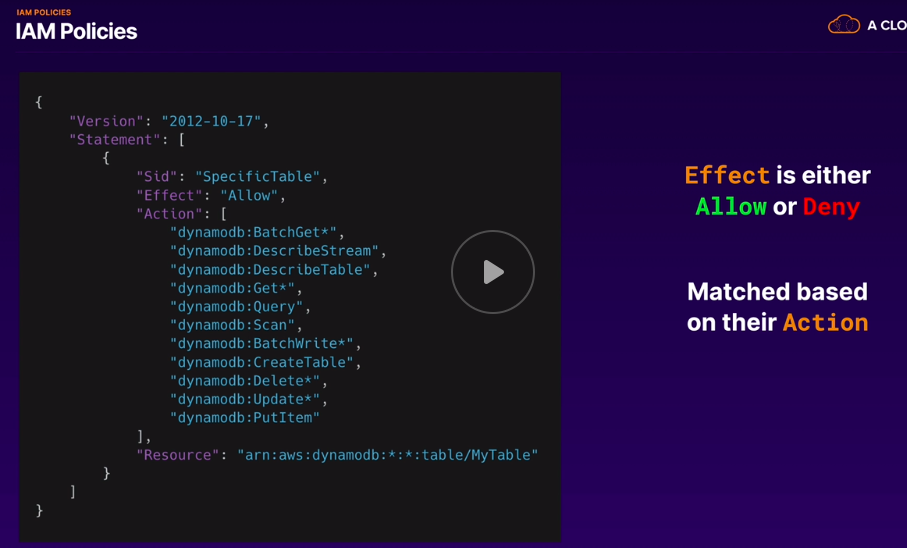 IAM POLICIES
IAM Policies
A CLO
{
    "Version": "2012-10-17",
    "Statement": [
        {
            "Sid": "SpecificTable",
            "Effect": "Allow",
            "Action": [
                "dynamodb:BatchGet*",
                "dynamodb:DescribeStream",
                "dynamodb:DescribeTable",
                "dynamodb:Get*",
                "dynamodb:Query",
                "dynamodb:Scan",
                "dynamodb:BatchWrite*",
                "dynamodb:CreateTable",
                "dynamodb:Delete*",
                "dynamodb:Update*",
                "dynamodb:PutItem"
            ],
            "Resource": "arn:aws:dynamodb:*:*:table/MyTable"
        }
    ]
}
Effect is either
Allow or Deny
Matched based
on their Action